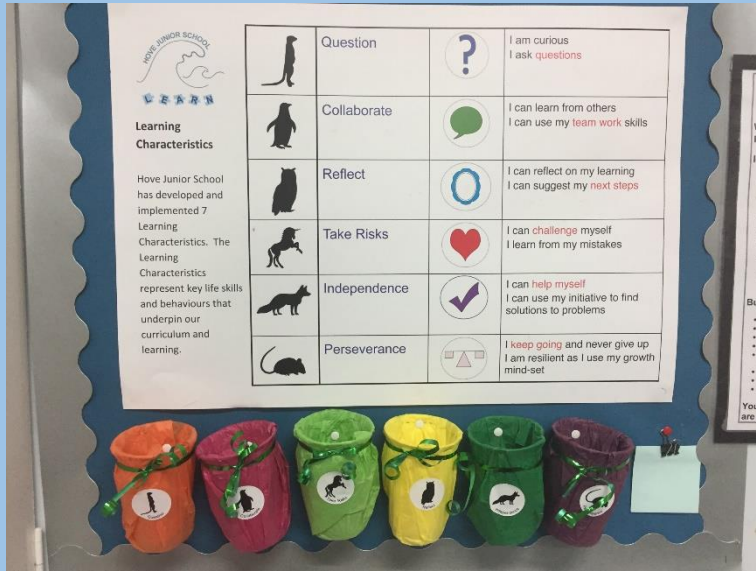 HOVE JUNIOR SCHOOL
LEARN
Learning
Characteristics
Hove Junior School
has developed and
implemented 7
Learning
Characteristics. The
Learning
Characteristics
represent key life skills
and behaviours that
underpin our
curriculum and
learning.
Question
?
I am curious
I ask questions
Collaborate
I can learn from others
I can use my team work skills
Reflect
I can reflect on my learning
I can suggest my next steps
Take Risks
I can challenge myself
I learn from my mistakes
Independence
I can help myself
I can use my initiative to find
solutions to problems
Perseverance
I keep going and never give up
I am resilient as I use my growth
mind-set
You
are